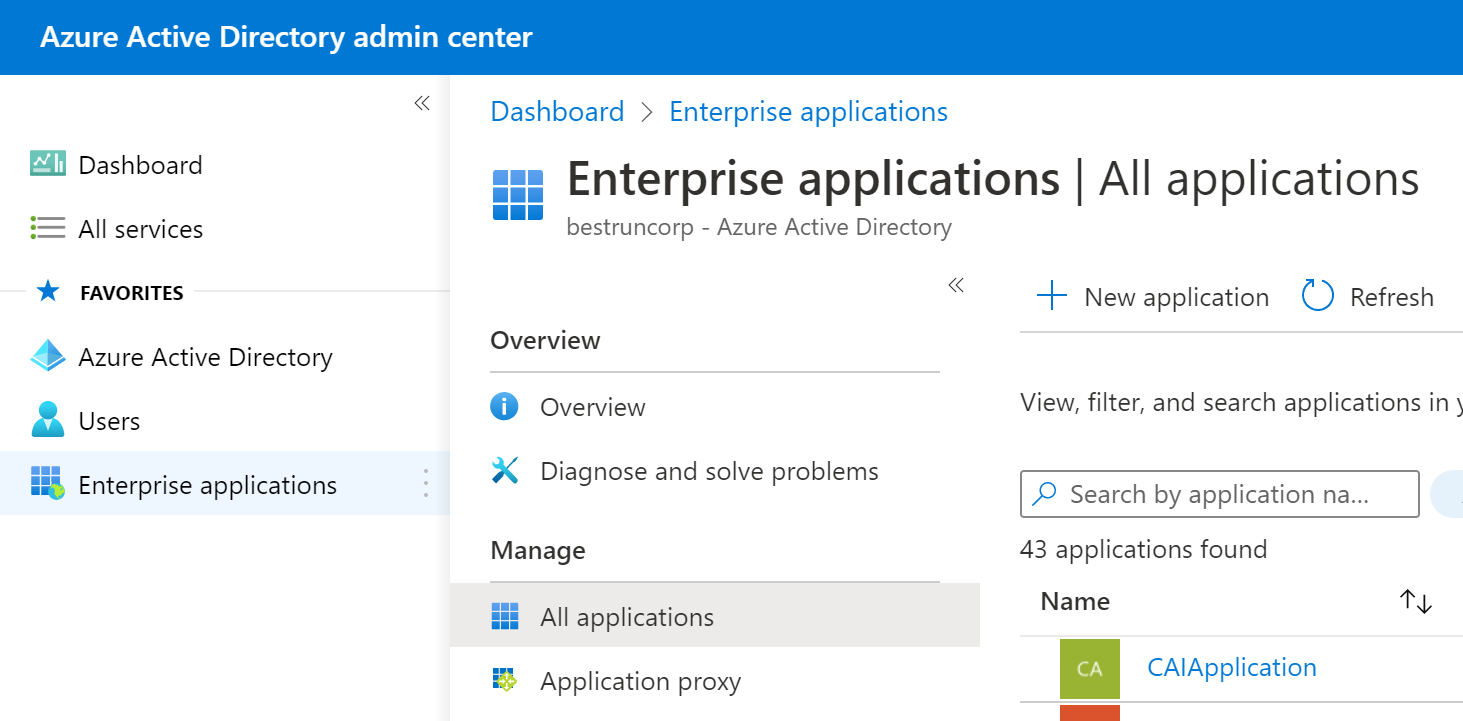 Azure Active Directory admin center
Dashboard
All services
FAVORITES
Azure Active Directory
Users
Enterprise applications
Dashboard > Enterprise applications
Enterprise applications | All applications
bestruncorp - Azure Active Directory
Overview
Overview
Diagnose and solve problems
Manage
All applications
Application proxy
New application Refresh
View, filter, and search applications in
Search by application na...
43 applications found
Name
CA CAIApplication